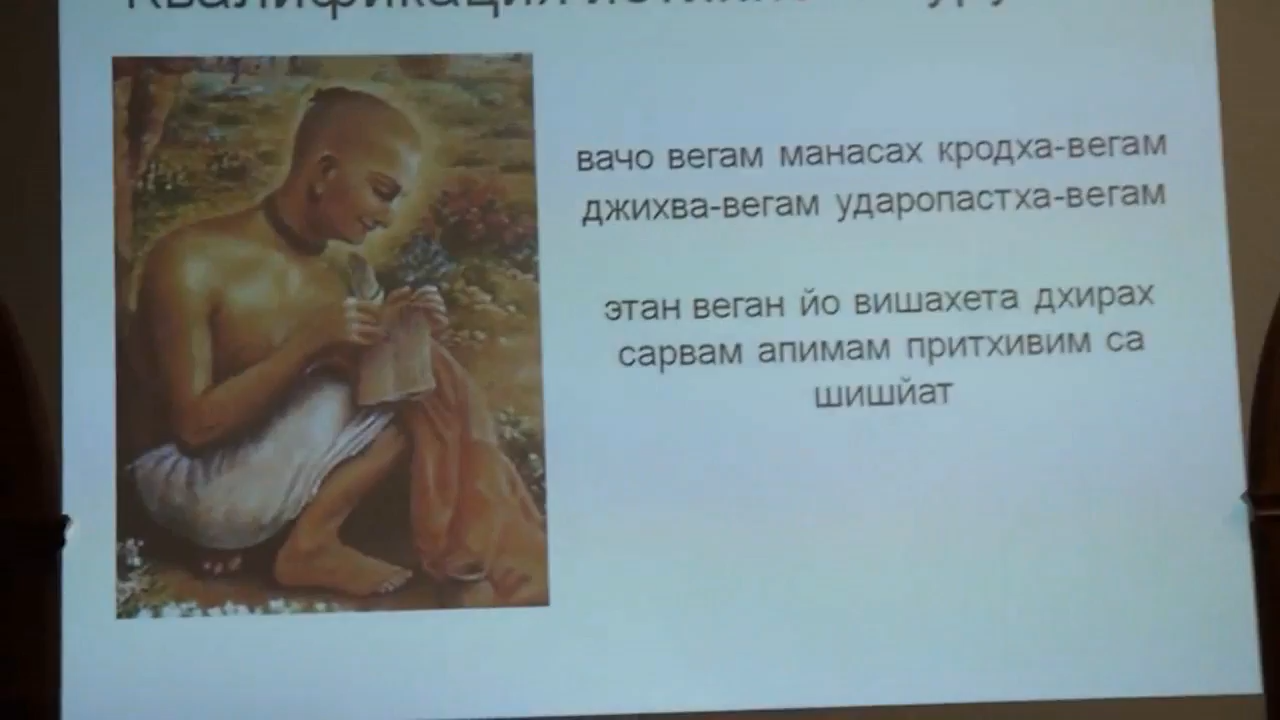 Квалификация
вачо вегам манасах кродха-вегам
джихва-вегам ударопастха-вегам
этан веган йо вишахета дхирах
сарвам апимам притхивим са
шишйат